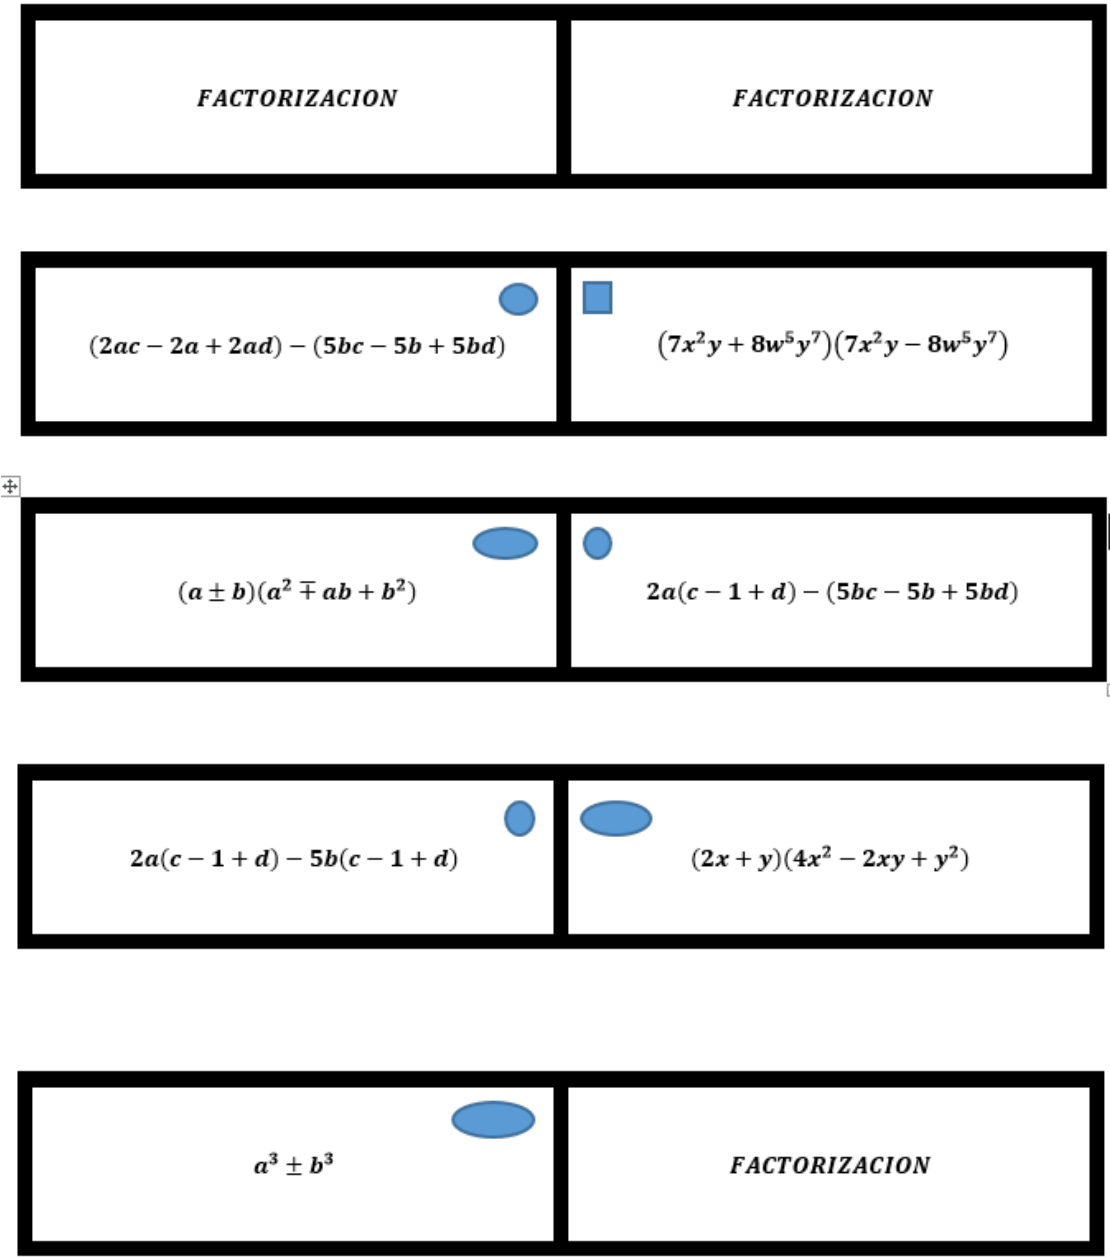 FACTORIZACION
FACTORIZACION
(2ac − 2a + 2ad) − (5bc − 5b + 5bd)
(7x²y + 8w⁵y⁷)(7x²y − 8w⁵y⁷)
(a ± b)(a² ∓ ab + b²)
2a(c − 1 + d) − (5bc − 5b + 5bd)
2a(c − 1 + d) − 5b(c − 1 + d)
(2x + y)(4x² − 2xy + y²)
a³ ± b³
FACTORIZACION